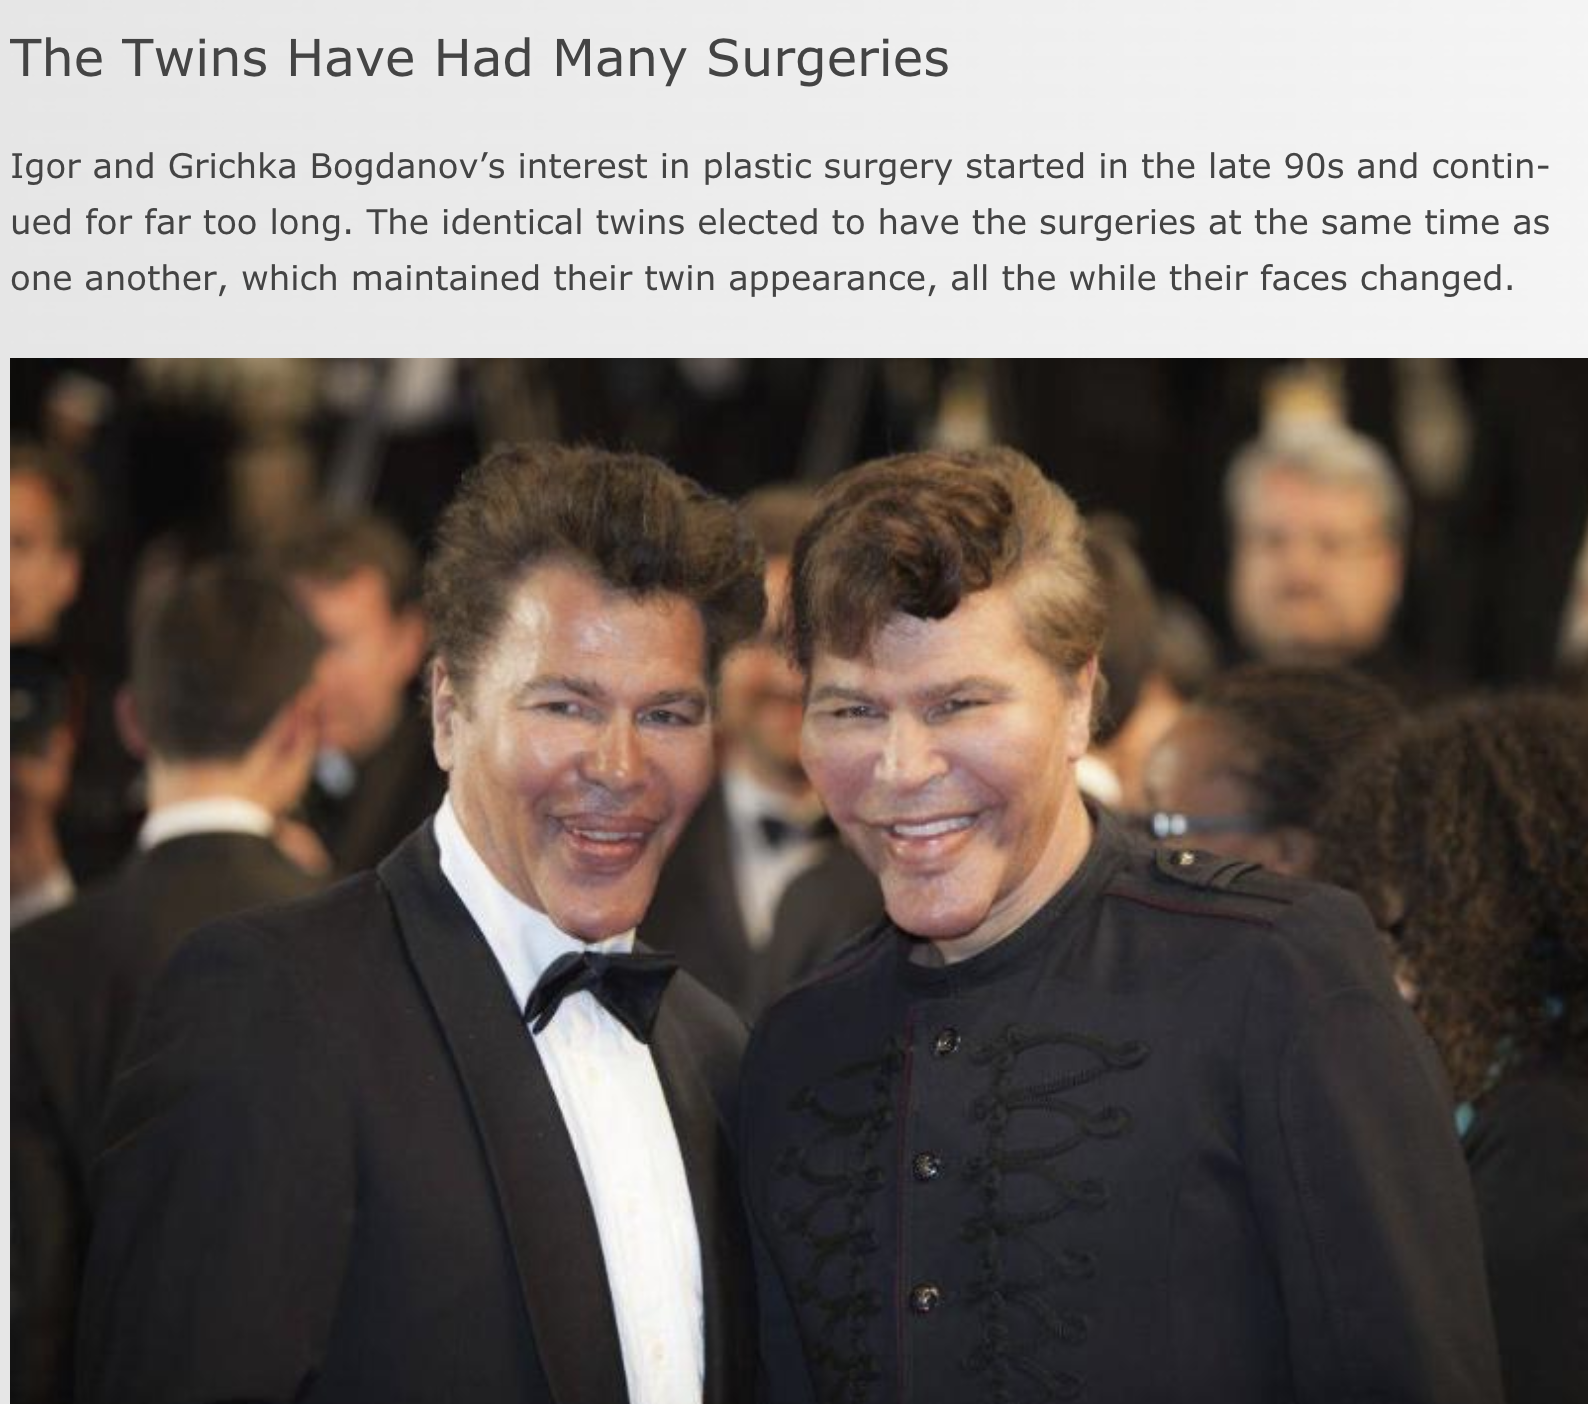 The Twins Have Had Many Surgeries
Igor and Grichka Bogdanov’s interest in plastic surgery started in the late 90s and contin-
ued for far too long. The identical twins elected to have the surgeries at the same time as
one another, which maintained their twin appearance, all the while their faces changed.